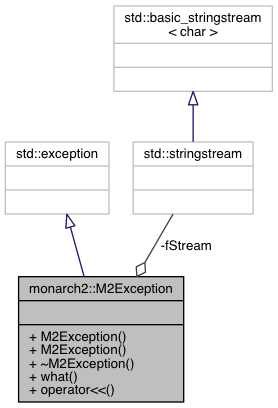 std::basic_stringstream
< char >
std::exception
std::stringstream
-fStream
monarch2::M2Exception
+ M2Exception()
+ M2Exception()
+ ~M2Exception()
+ what()
+ operator<<()